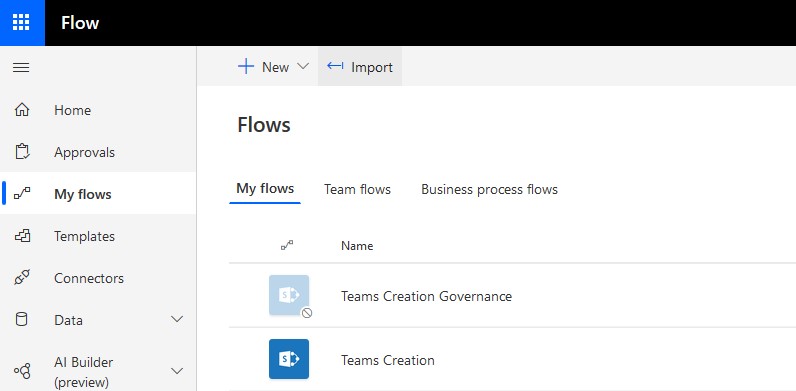 Flow
New
Import
Home
Approvals
My flows
Templates
Connectors
Data
AI Builder
(preview)
Flows
My flows Team flows Business process flows
Name
S Teams Creation Governance
S Teams Creation